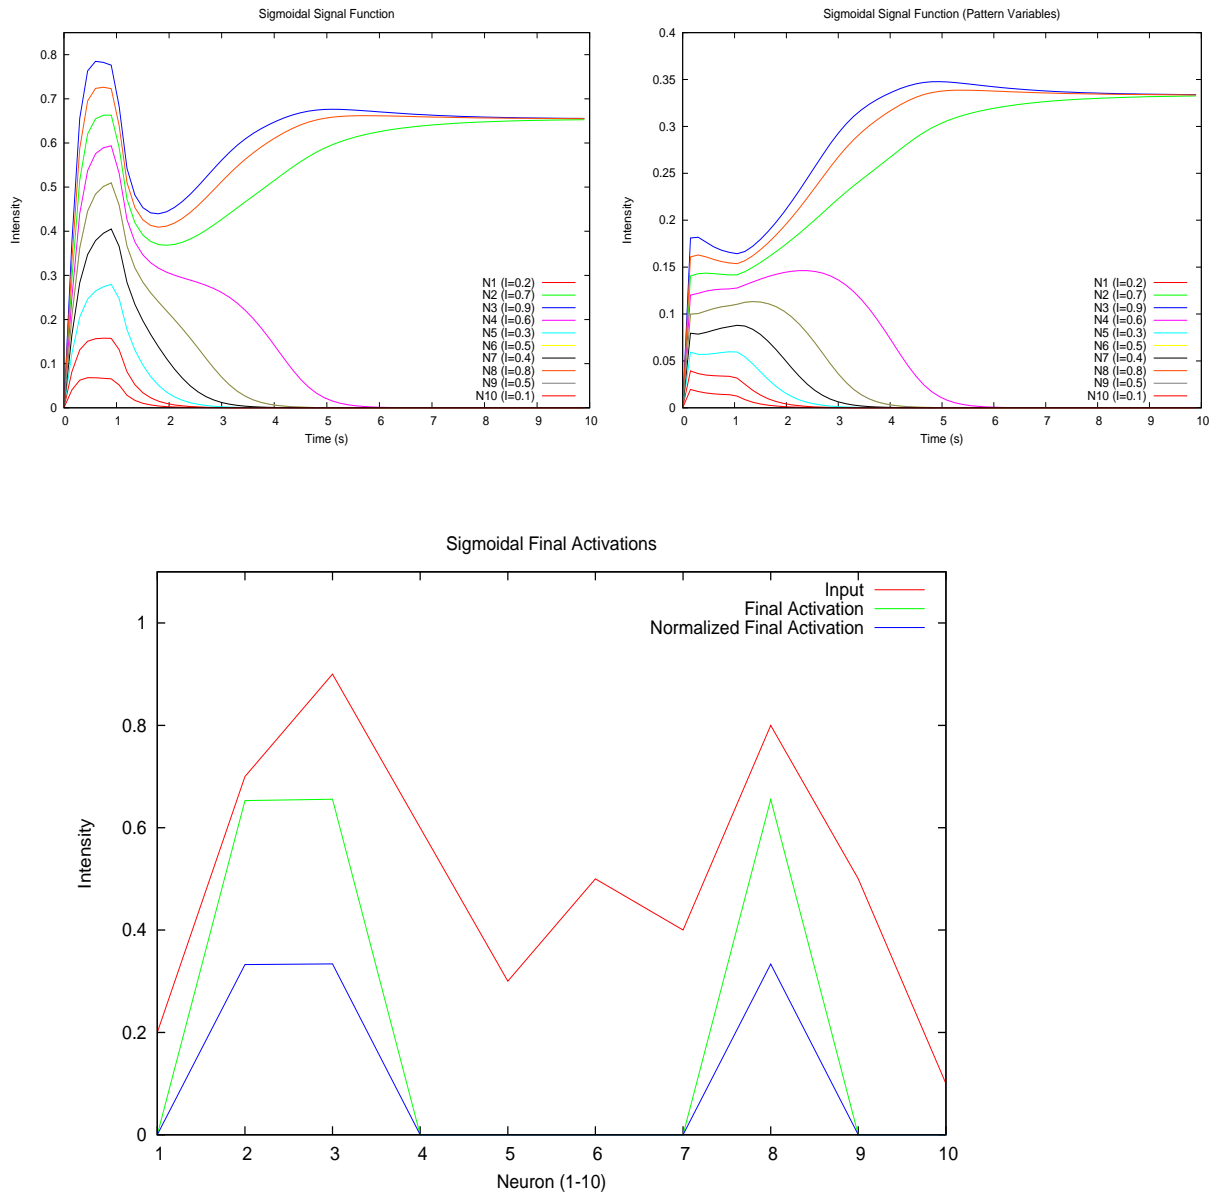 Sigmoidal Signal Function
0.8
0.7
0.6
0.5
0.4
0.3
0.2
0.1
0
Intensity
N1 (I=0.2)
N2 (I=0.7)
N3 (I=0.9)
N4 (I=0.6)
N5 (I=0.3)
N6 (I=0.5)
N7 (I=0.4)
N8 (I=0.8)
N9 (I=0.5)
N10 (I=0.1)
0 1 2 3 4 5 6 7 8 9 10
Time (s)
Sigmoidal Signal Function (Pattern Variables)
0.4
0.35
0.3
0.25
0.2
0.15
0.1
0.05
0
Intensity
N1 (I=0.2)
N2 (I=0.7)
N3 (I=0.9)
N4 (I=0.6)
N5 (I=0.3)
N6 (I=0.5)
N7 (I=0.4)
N8 (I=0.8)
N9 (I=0.5)
N10 (I=0.1)
0 1 2 3 4 5 6 7 8 9 10
Time (s)
Sigmoidal Final Activations
Input
Final Activation
Normalized Final Activation
1
0.8
0.6
0.4
0.2
0
Intensity
1 2 3 4 5 6 7 8 9 10
Neuron (1-10)